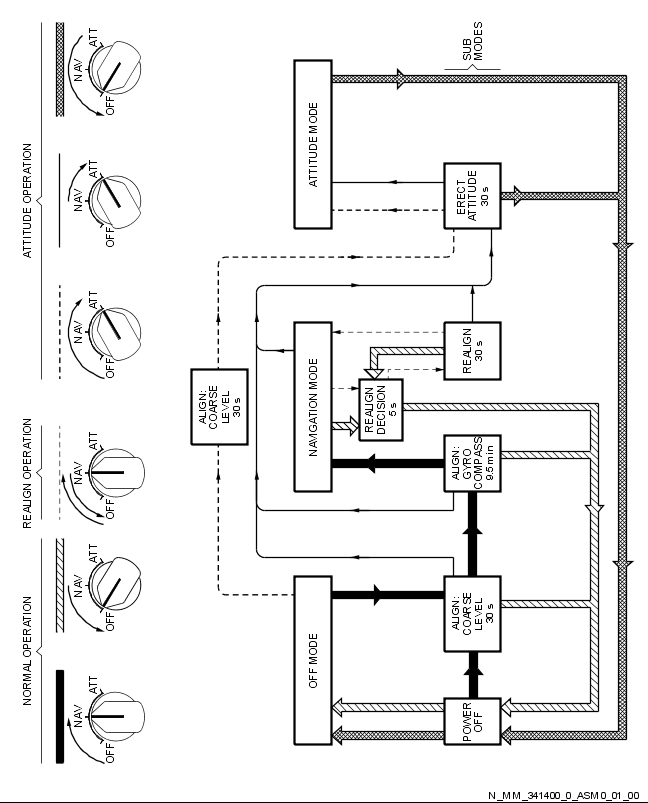 NORMAL OPERATION
REALIGN OPERATION
ATTITUDE OPERATION
OFF
NAV
ATT
OFF
NAV
ATT
OFF
NAV
ATT
OFF
NAV
ATT
OFF
NAV
ATT
OFF
NAV
ATT
ALIGN:
COARSE
LEVEL
30 s
OFF MODE
NAVIGATION MODE
ATTITUDE MODE
REALIGN
DECISION
5 s
POWER
OFF
ALIGN:
COARSE
LEVEL
30 s
ALIGN:
GYRO
COMPASS
9.5 min
REALIGN
30 s
ERECT
ATTITUDE
30 s
SUB
MODES
N_MM_341400_0_ASM0_01_00